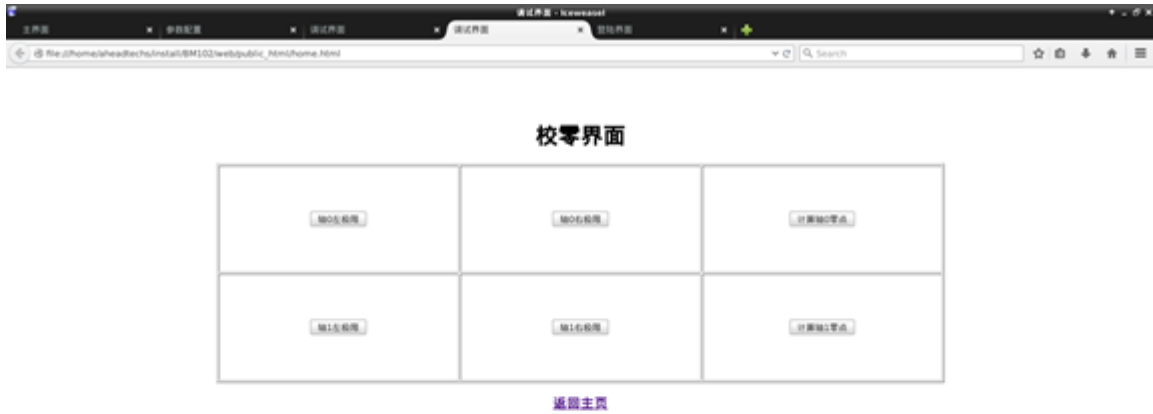 调试界面 - Iceweasel
主界面 参数配置 调试界面 调试界面 登陆界面
file:///home/aheadtechs/install/BM102/web/public_html/home.html Search
校零界面
轴0左极限 轴0右极限 计算轴0零点
轴1左极限 轴1右极限 计算轴1零点
返回主页